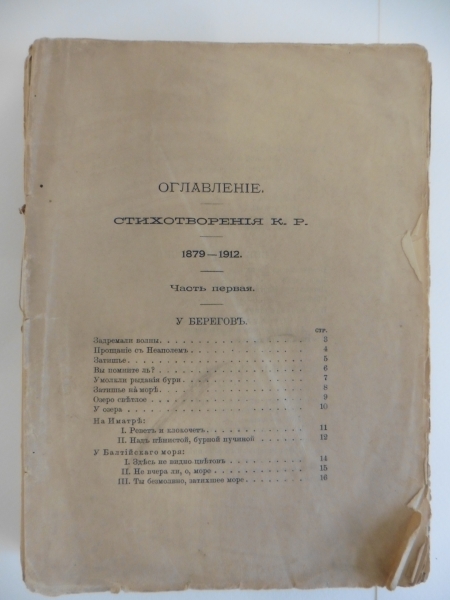 ОГЛАВЛЕНІЕ.
СТИХОТВОРЕНІЯ К. Р.
1879—1912.
Часть первая.
У БЕРЕГОВЪ.
стр.
Задремали волны. 3
Прощаніе съ Неаполемъ 4
Затишье. 5
Вы помните ль? 6
Умолкли рыданія бури 7
Затишье на морѣ. 8
Озеро свѣтлое 9
У озера 10
На Иматрѣ:
I. Реветъ и клокочетъ. 11
II. Надъ пѣнистой, бурной пучиной 12
У Балтійскаго моря:
I. Здѣсь не видно цвѣтовъ 14
II. Не вчера ли, о, море 15
III. Ты безмолвно, затихшее море 16